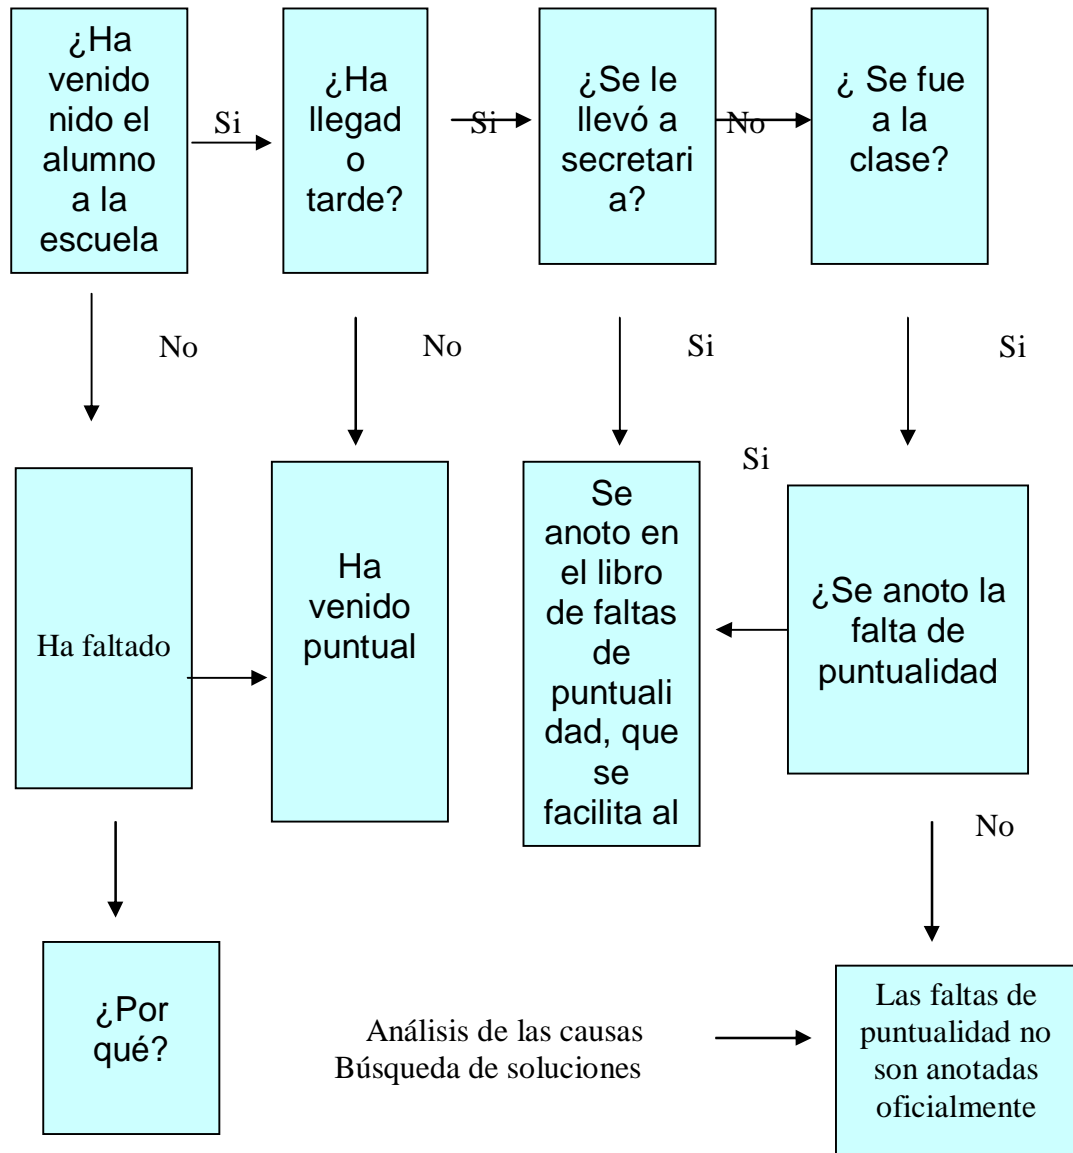 ¿Ha
venido
nido el
alumno
a la
escuela
Si
¿Ha
llegad
o
tarde?
Si
¿Se le
llevó a
secretari
a?
No
¿ Se fue
a la
clase?
No
No
Si
Si
Ha faltado
Ha
venido
puntual
Se
anoto en
el libro
de faltas
de
puntuali
dad, que
se
facilita al
Si
¿Se anoto la
falta de
puntualidad
No
¿Por
qué?
Análisis de las causas
Búsqueda de soluciones
Las faltas de
puntualidad no
son anotadas
oficialmente